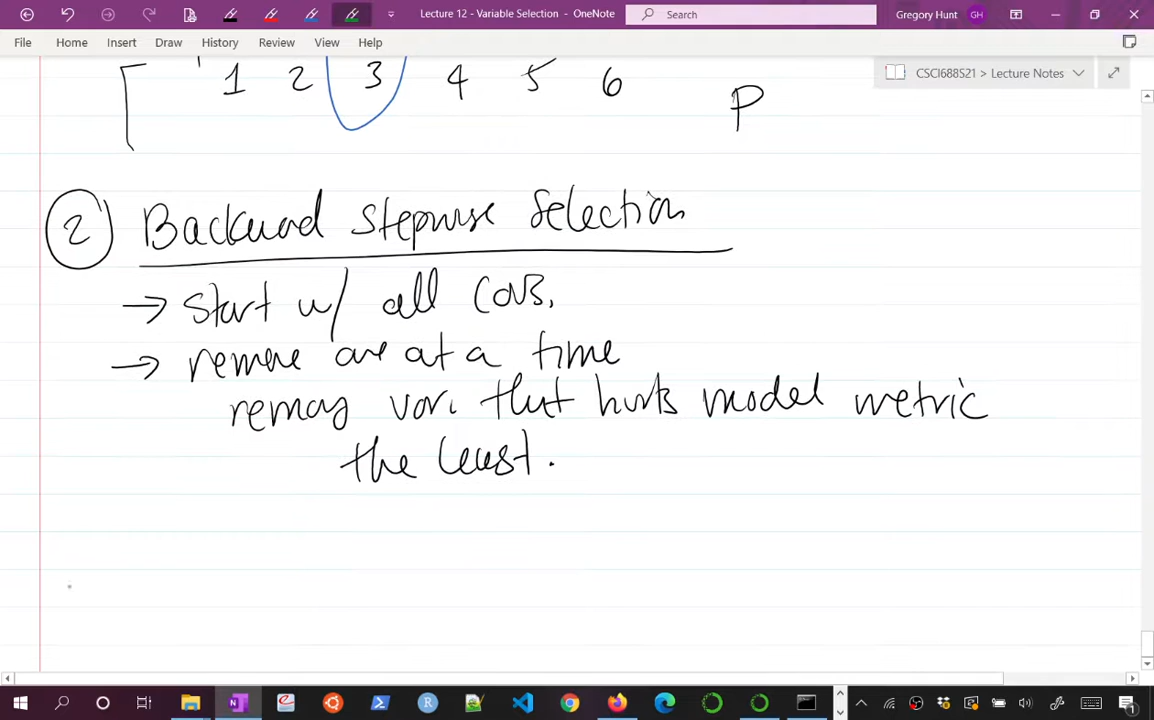 Lecture 12 - Variable Selection - OneNote
Search
Gregory Hunt
GH
File Home Insert Draw History Review View Help
CSCI688S21 > Lecture Notes
1 2 3 4 5 6 P
2 Backward Stepwise Selection
→ start w/ all covs.
→ remove one at a time
remove vari that hurts model metric
the least.